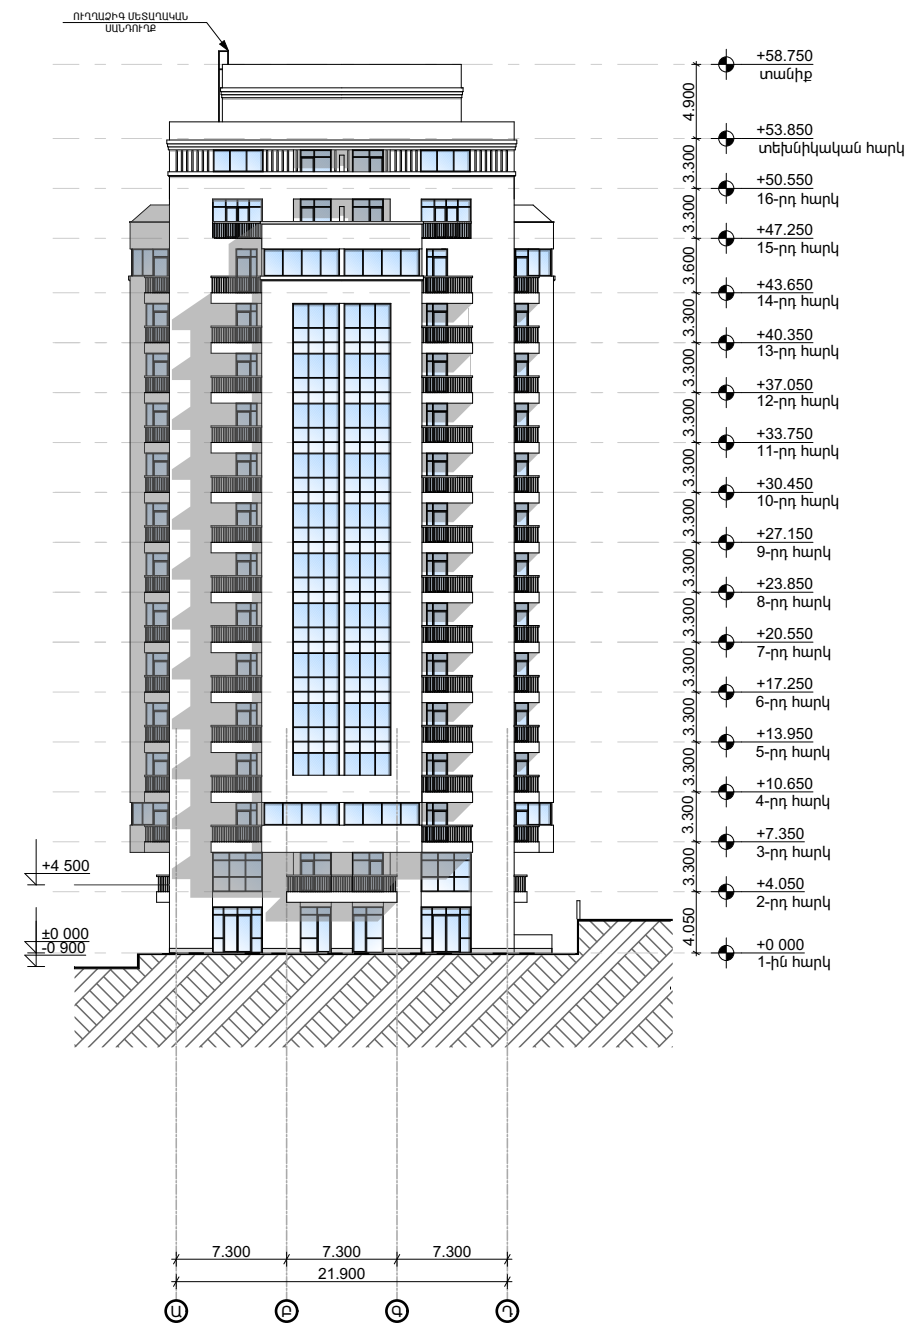 ՈՒՂՂԱՁԻԳ ՄԵՏԱՂԱԿԱՆ
ՍԱՆԴՈՒՂՔ
+58.750
տանիք
4.900
+53.850
տեխնիկական հարկ
3.300
+50.550
16-րդ հարկ
3.300
+47.250
15-րդ հարկ
3.600
+43.650
14-րդ հարկ
3.300
+40.350
13-րդ հարկ
3.300
+37.050
12-րդ հարկ
3.300
+33.750
11-րդ հարկ
3.300
+30.450
10-րդ հարկ
3.300
+27.150
9-րդ հարկ
3.300
+23.850
8-րդ հարկ
3.300
+20.550
7-րդ հարկ
3.300
+17.250
6-րդ հարկ
3.300
+13.950
5-րդ հարկ
3.300
+10.650
4-րդ հարկ
3.300
+7.350
3-րդ հարկ
3.300
+4 500
+4.050
2-րդ հարկ
4.050
±0 000
-0 900
+0 000
1-ին հարկ
7.300 7.300 7.300
21.900
Ա Բ Գ Դ